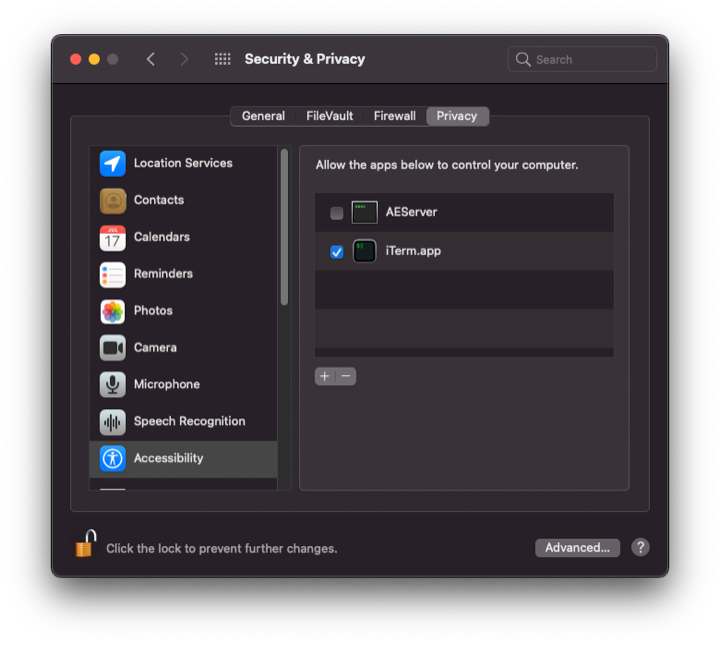 Security & Privacy
Search
General
FileVault
Firewall
Privacy
Location Services
Contacts
JUL
17
Calendars
Reminders
Photos
Camera
Microphone
Speech Recognition
Accessibility
Allow the apps below to control your computer.
AEServer
iTerm.app
+
−
Click the lock to prevent further changes.
Advanced...
?